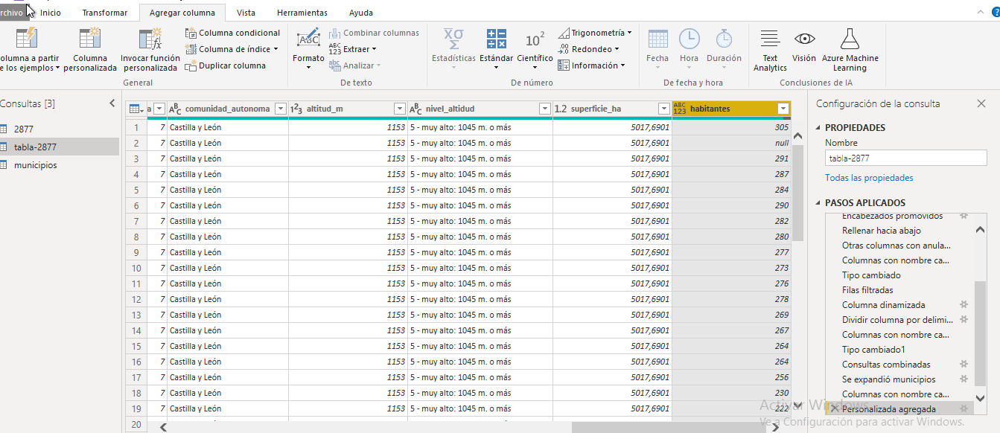 rchivo Inicio Transformar Agregar columna Vista Herramientas Ayuda
olumna a partir
e los ejemplos
Columna
personalizada
Invocar función
personalizada
Columna condicional
Columna de índice
Duplicar columna
General
Formato
Combinar columnas
Extraer
Analizar
De texto
Estadísticas
Estándar
Científico
Trigonometría
Redondeo
Información
De número
Fecha
Hora
Duración
De fecha y hora
Text
Analytics
Visión
Azure Machine
Learning
Conclusiones de IA
Consultas [3]
2877
tabla-2877
municipios
a comunidad_autonoma altitud_m nivel_altidud 1.2 superficie_ha habitantes
1 7 Castilla y León 1153 5 - muy alto: 1045 m. o más 5017,6901 305
2 7 Castilla y León 1153 5 - muy alto: 1045 m. o más 5017,6901 null
3 7 Castilla y León 1153 5 - muy alto: 1045 m. o más 5017,6901 291
4 7 Castilla y León 1153 5 - muy alto: 1045 m. o más 5017,6901 287
5 7 Castilla y León 1153 5 - muy alto: 1045 m. o más 5017,6901 284
6 7 Castilla y León 1153 5 - muy alto: 1045 m. o más 5017,6901 290
7 7 Castilla y León 1153 5 - muy alto: 1045 m. o más 5017,6901 282
8 7 Castilla y León 1153 5 - muy alto: 1045 m. o más 5017,6901 280
9 7 Castilla y León 1153 5 - muy alto: 1045 m. o más 5017,6901 277
10 7 Castilla y León 1153 5 - muy alto: 1045 m. o más 5017,6901 273
11 7 Castilla y León 1153 5 - muy alto: 1045 m. o más 5017,6901 276
12 7 Castilla y León 1153 5 - muy alto: 1045 m. o más 5017,6901 278
13 7 Castilla y León 1153 5 - muy alto: 1045 m. o más 5017,6901 269
14 7 Castilla y León 1153 5 - muy alto: 1045 m. o más 5017,6901 267
15 7 Castilla y León 1153 5 - muy alto: 1045 m. o más 5017,6901 264
16 7 Castilla y León 1153 5 - muy alto: 1045 m. o más 5017,6901 264
17 7 Castilla y León 1153 5 - muy alto: 1045 m. o más 5017,6901 256
18 7 Castilla y León 1153 5 - muy alto: 1045 m. o más 5017,6901 230
19 7 Castilla y León 1153 5 - muy alto: 1045 m. o más 5017,6901 222
20
Configuración de la consulta
PROPIEDADES
Nombre
tabla-2877
Todas las propiedades
PASOS APLICADOS
Encabezados promovidos
Rellenar hacia abajo
Otras columnas con anula...
Columnas con nombre ca...
Tipo cambiado
Filas filtradas
Columna dinamizada
Dividir columna por delimi...
Columnas con nombre ca...
Tipo cambiado1
Consultas combinadas
Se expandió municipios
Columnas con nombre ca...
Personalizada agregada
Activar Windows
Ve a Configuración para activar Windows.